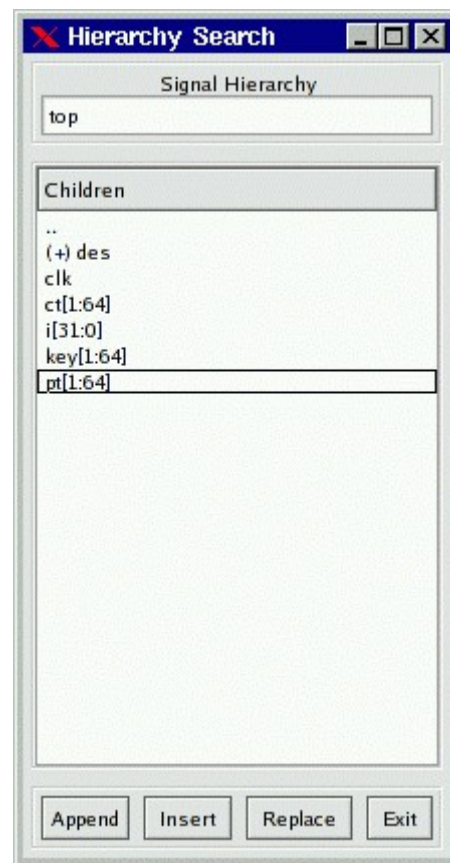 Hierarchy Search
Signal Hierarchy
top
Children
..
(+) des
clk
ct[1:64]
i[31:0]
key[1:64]
pt[1:64]
Append Insert Replace Exit